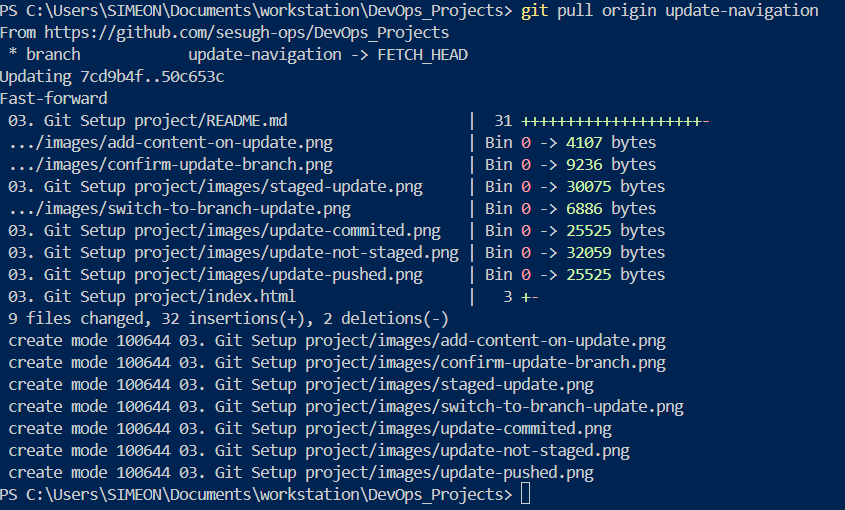 PS C:\Users\SIMEON\Documents\workstation\DevOps_Projects> git pull origin update-navigation
From https://github.com/sesugh-ops/DevOps_Projects
 * branch            update-navigation -> FETCH_HEAD
Updating 7cd9b4f..50c653c
Fast-forward
 03. Git Setup project/README.md                    |  31 ++++++++++++++++++++-
 .../images/add-content-on-update.png               | Bin 0 -> 4107 bytes
 .../images/confirm-update-branch.png               | Bin 0 -> 9236 bytes
 03. Git Setup project/images/staged-update.png     | Bin 0 -> 30075 bytes
 .../images/switch-to-branch-update.png             | Bin 0 -> 6886 bytes
 03. Git Setup project/images/update-commited.png   | Bin 0 -> 25525 bytes
 03. Git Setup project/images/update-not-staged.png | Bin 0 -> 32059 bytes
 03. Git Setup project/images/update-pushed.png     | Bin 0 -> 25525 bytes
 03. Git Setup project/index.html                   |   3 +-
 9 files changed, 32 insertions(+), 2 deletions(-)
 create mode 100644 03. Git Setup project/images/add-content-on-update.png
 create mode 100644 03. Git Setup project/images/confirm-update-branch.png
 create mode 100644 03. Git Setup project/images/staged-update.png
 create mode 100644 03. Git Setup project/images/switch-to-branch-update.png
 create mode 100644 03. Git Setup project/images/update-commited.png
 create mode 100644 03. Git Setup project/images/update-not-staged.png
 create mode 100644 03. Git Setup project/images/update-pushed.png
PS C:\Users\SIMEON\Documents\workstation\DevOps_Projects>